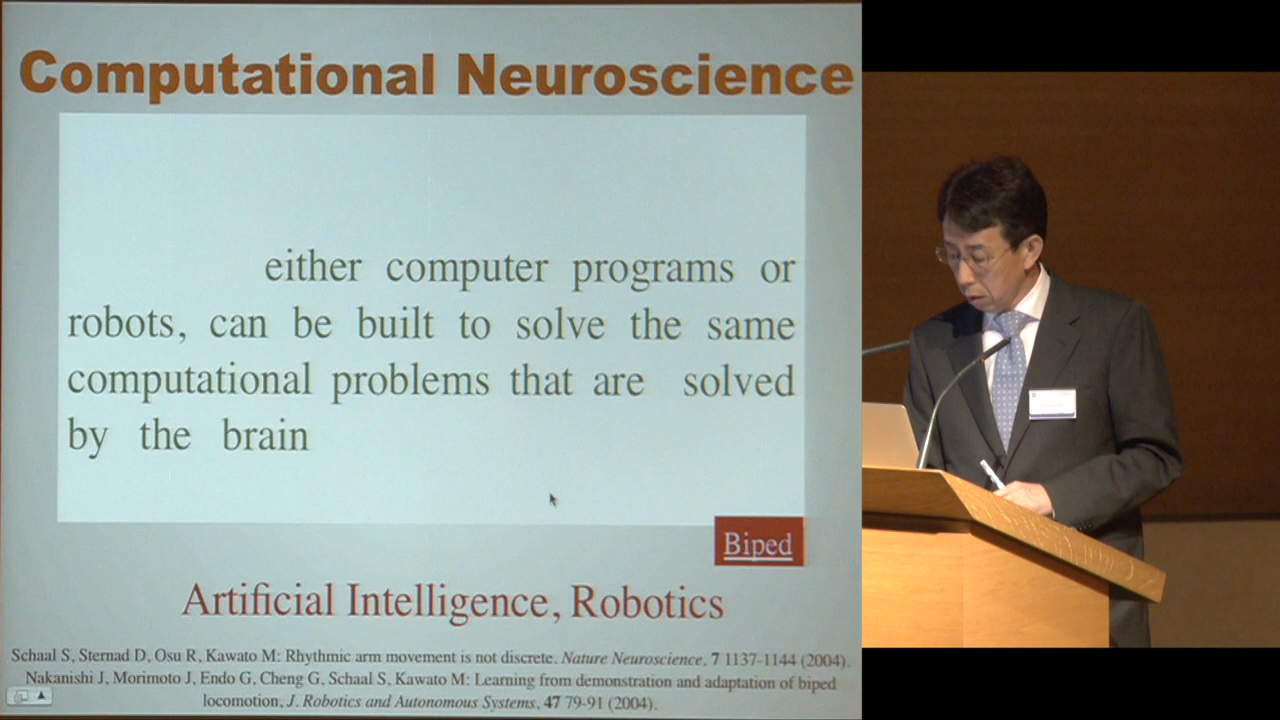 Computational Neuroscience
either computer programs or
robots, can be built to solve the same
computational problems that are solved
by the brain
Biped
Artificial Intelligence, Robotics
Schaal S, Sternad D, Osu R, Kawato M: Rhythmic arm movement is not discrete. Nature Neuroscience, 7 1137-1144 (2004).
Nakanishi J, Morimoto J, Endo G, Cheng G, Schaal S, Kawato M: Learning from demonstration and adaptation of biped
locomotion, J. Robotics and Autonomous Systems, 47 79-91 (2004).